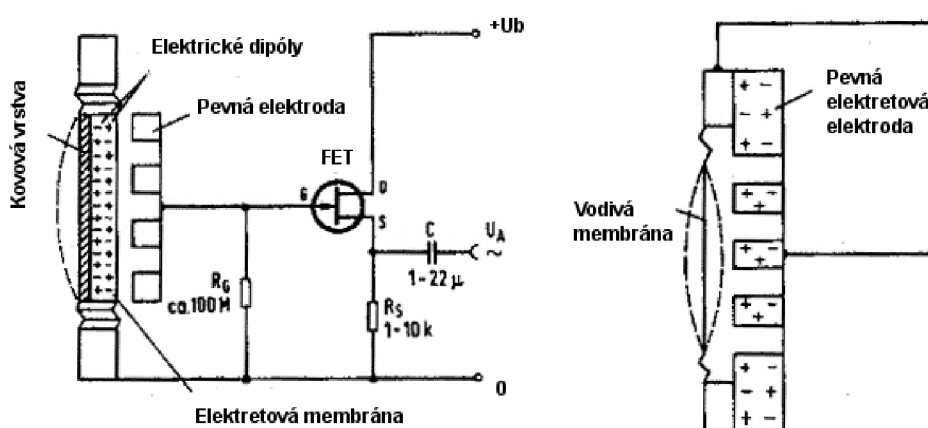 +Ub
Elektrické dipóly
Pevná elektroda
Kovová vrstva
FET
G
D
S
C
UA
~
1-22 µ
RG
ca.100 M
RS
1-10 k
0
Elektretová membrána
Pevná
elektretová
elektroda
Vodivá
membrána